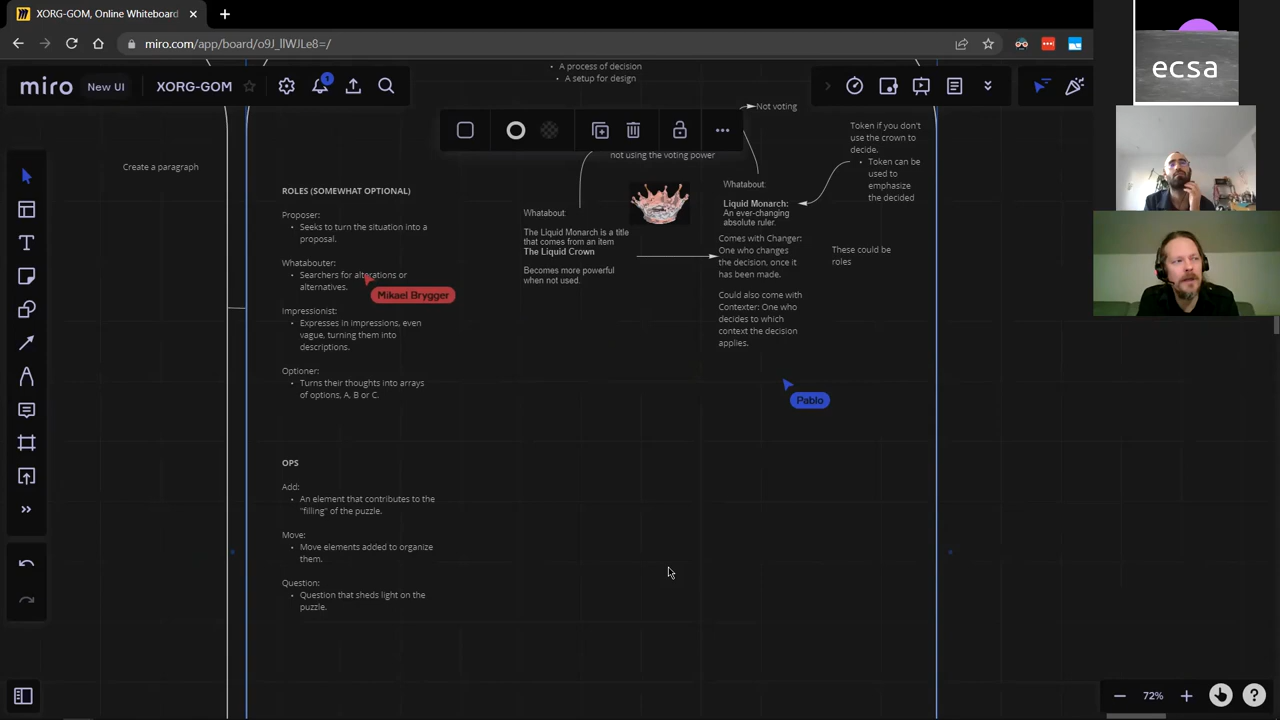 XORG-GOM, Online Whiteboard
miro.com/app/board/o9J_llWJLe8=/
miro
New UI
XORG-GOM
1
ecsa
• A process of decision
• A setup for design
Not voting
not using the voting power
Create a paragraph
Token if you don't
use the crown to
decide.
• Token can be
used to
emphasize
the decided
ROLES (SOMEWHAT OPTIONAL)
Proposer:
• Seeks to turn the situation into a
proposal.
Whatabouter:
• Searchers for alterations or
alternatives.
Mikael Brygger
Impressionist:
• Expresses in impressions, even
vague, turning them into
descriptions.
Optioner:
• Turns their thoughts into arrays
of options, A, B or C.
Whatabout
The Liquid Monarch is a title
that comes from an item
The Liquid Crown
Becomes more powerful
when not used.
Whatabout
Liquid Monarch:
An ever-changing
absolute ruler.
Comes with Changer:
One who changes
the decision, once it
has been made.
Could also come with
Contexter: One who
decides to which
context the decision
applies.
These could be
roles
Pablo
OPS
Add:
• An element that contributes to the
"filling" of the puzzle.
Move:
• Move elements added to organize
them.
Question:
• Question that sheds light on the
puzzle.
72%